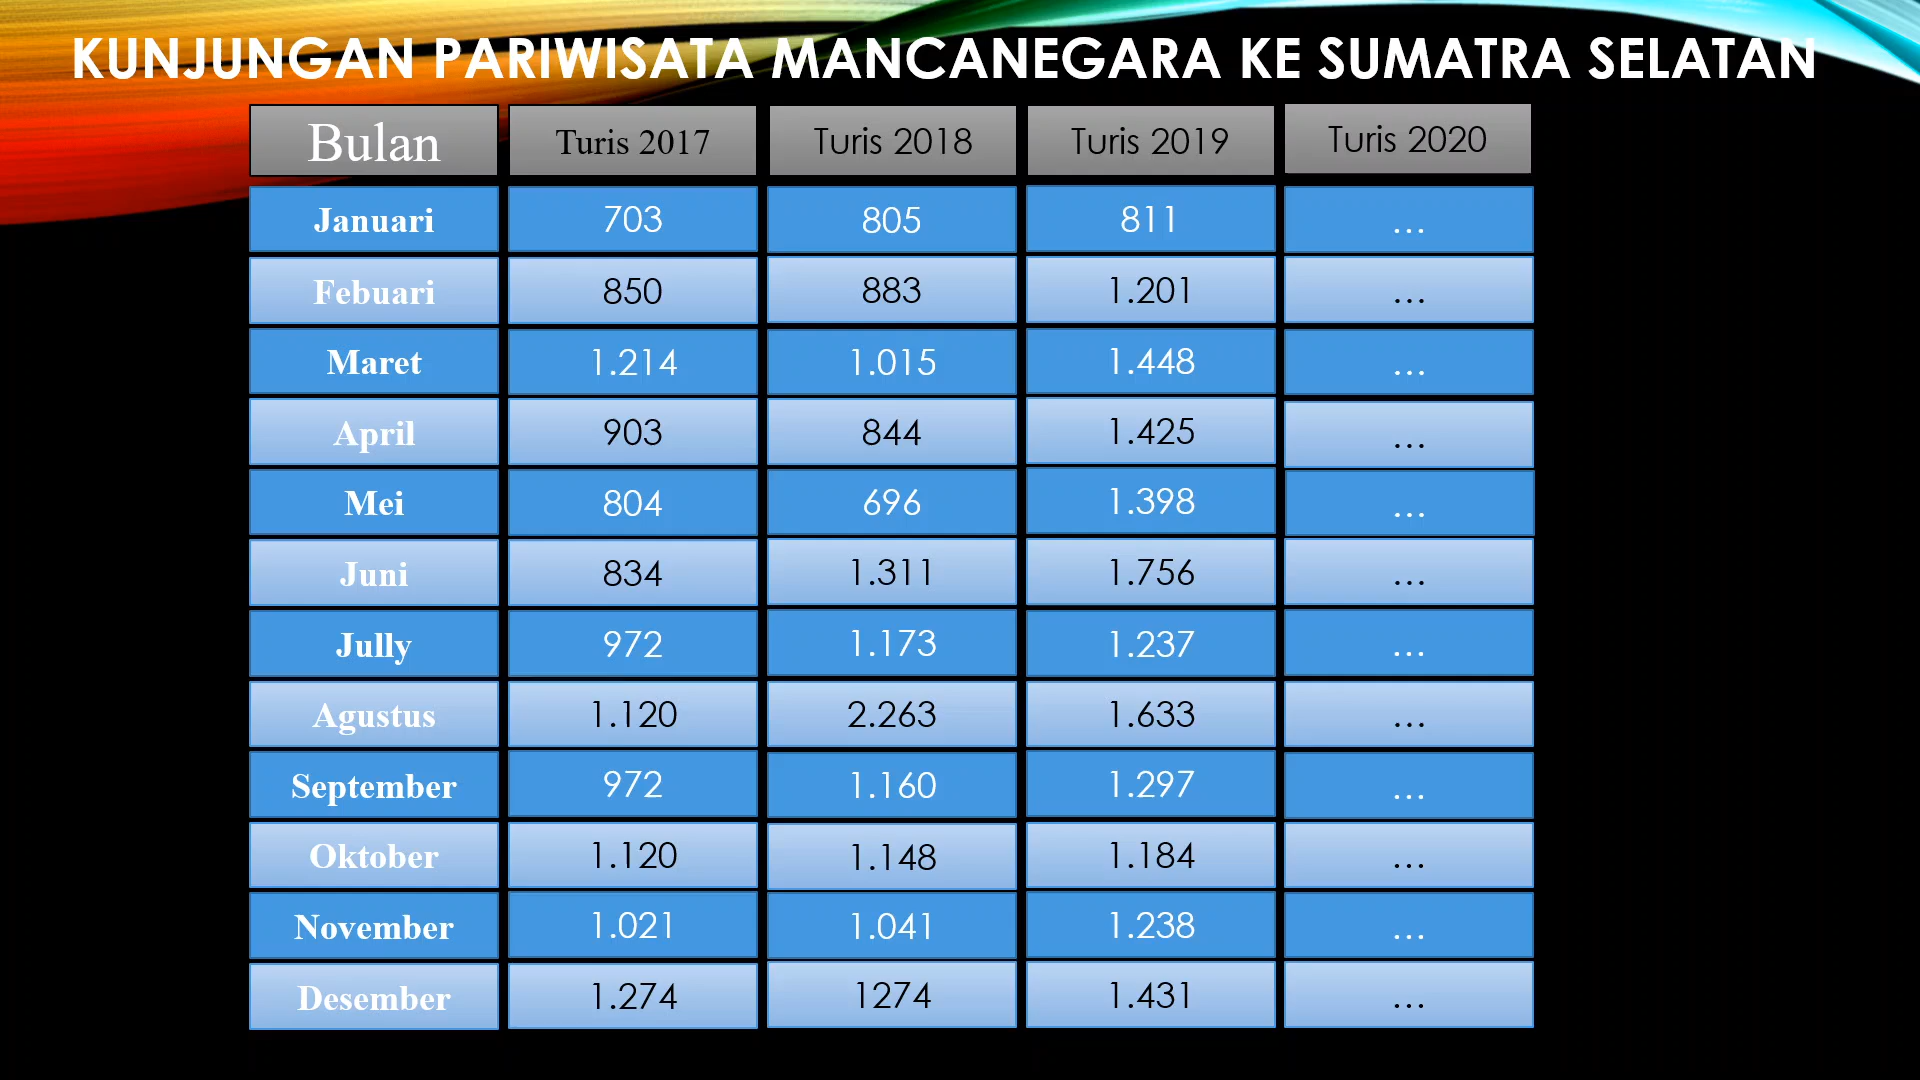 KUNJUNGAN PARIWISATA MANCANEGARA KE SUMATRA SELATAN
Bulan Turis 2017 Turis 2018 Turis 2019 Turis 2020
Januari 703 805 811 ...
Febuari 850 883 1.201 ...
Maret 1.214 1.015 1.448 ...
April 903 844 1.425 ...
Mei 804 696 1.398 ...
Juni 834 1.311 1.756 ...
Jully 972 1.173 1.237 ...
Agustus 1.120 2.263 1.633 ...
September 972 1.160 1.297 ...
Oktober 1.120 1.148 1.184 ...
November 1.021 1.041 1.238 ...
Desember 1.274 1274 1.431 ...